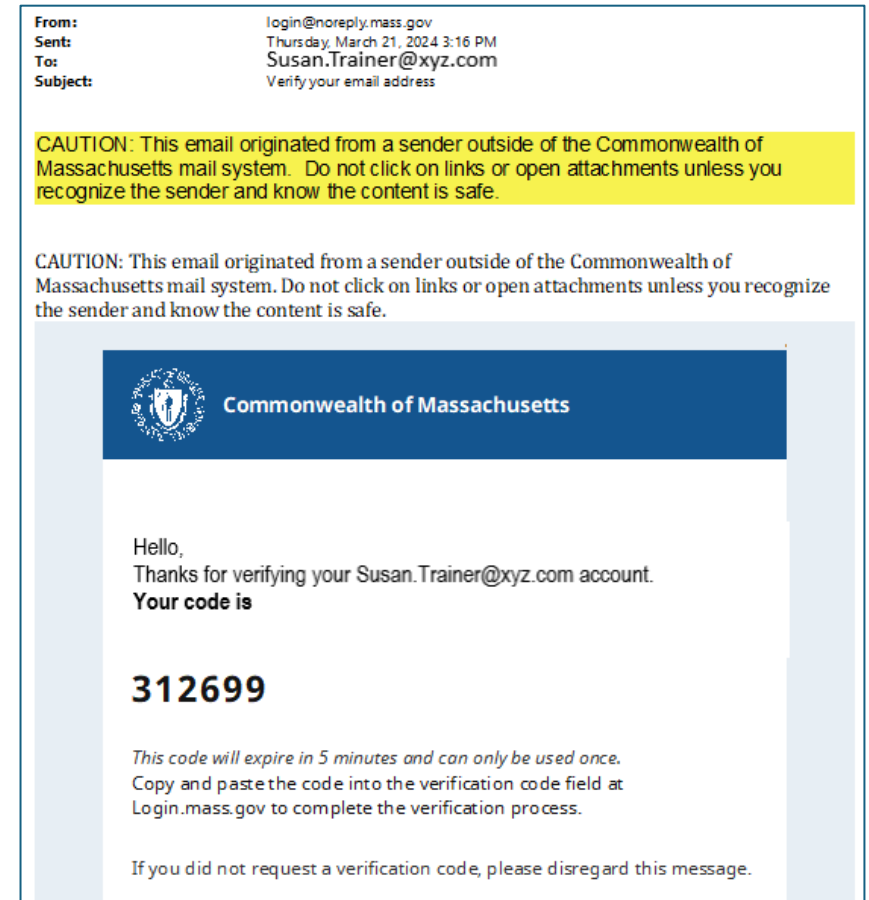 From: login@noreply.mass.gov
Sent: Thursday, March 21, 2024 3:16 PM
To: Susan.Trainer@xyz.com
Subject: Verify your email address
CAUTION: This email originated from a sender outside of the Commonwealth of
Massachusetts mail system. Do not click on links or open attachments unless you
recognize the sender and know the content is safe.
CAUTION: This email originated from a sender outside of the Commonwealth of
Massachusetts mail system. Do not click on links or open attachments unless you recognize
the sender and know the content is safe.
Commonwealth of Massachusetts
Hello,
Thanks for verifying your Susan.Trainer@xyz.com account.
Your code is
312699
This code will expire in 5 minutes and can only be used once.
Copy and paste the code into the verification code field at
Login.mass.gov to complete the verification process.
If you did not request a verification code, please disregard this message.